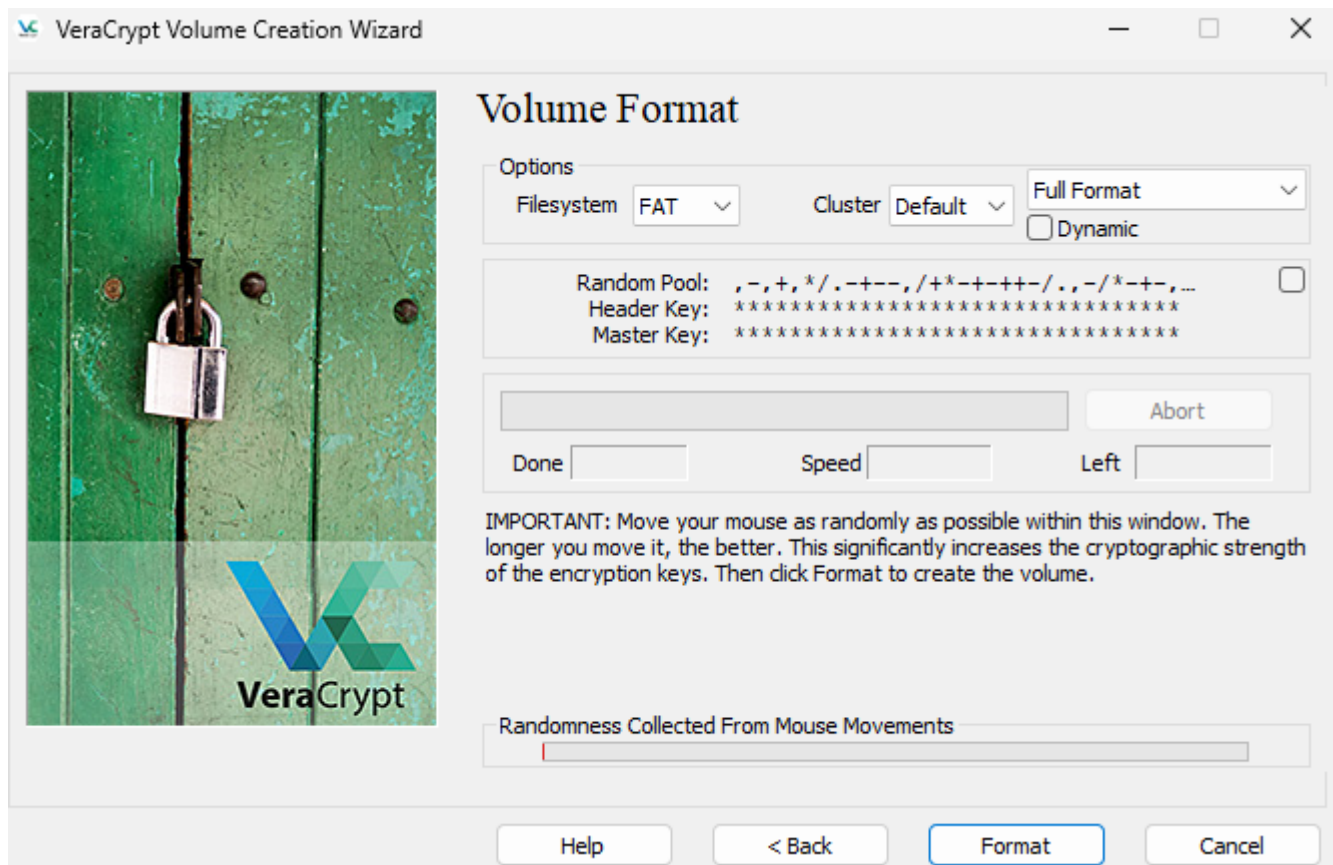 VeraCrypt Volume Creation Wizard
Volume Format
Options
Filesystem FAT Cluster Default Full Format
Dynamic
Random Pool: ,-,+,*/.-+--,/+*-+-++-/.,-/*-+-,...
Header Key: ********************************
Master Key: ********************************
Abort
Done Speed Left
IMPORTANT: Move your mouse as randomly as possible within this window. The
longer you move it, the better. This significantly increases the cryptographic strength
of the encryption keys. Then click Format to create the volume.
VeraCrypt
Randomness Collected From Mouse Movements
Help < Back Format Cancel